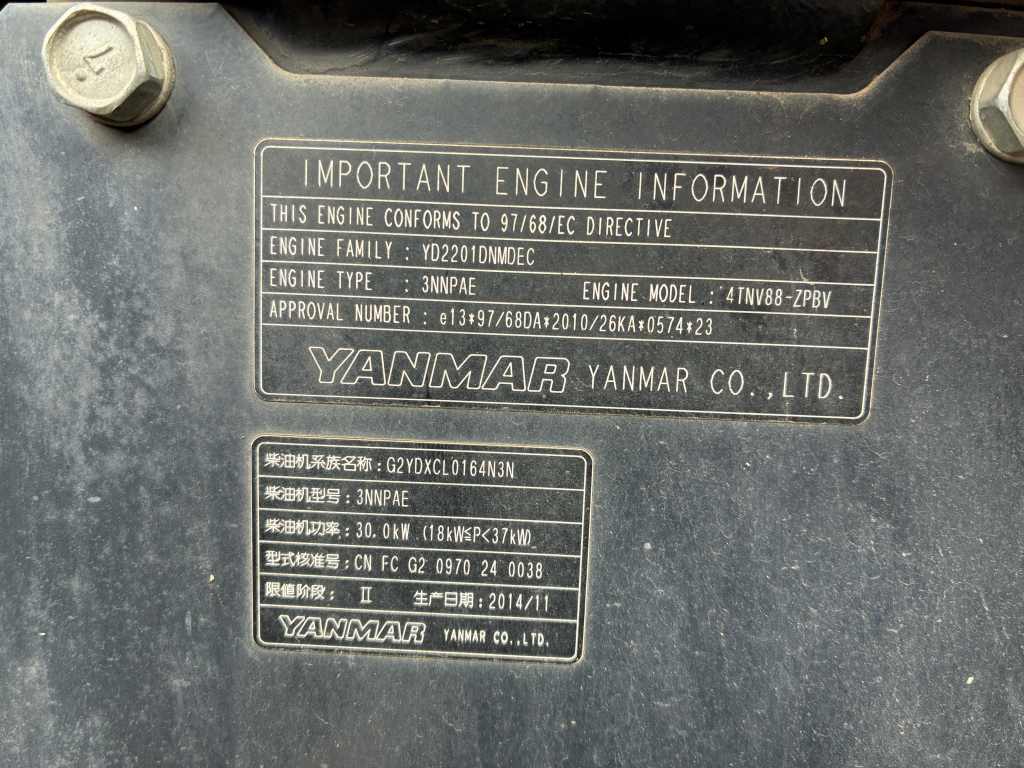 IMPORTANT ENGINE INFORMATION
THIS ENGINE CONFORMS TO 97/68/EC DIRECTIVE
ENGINE FAMILY : YD2201DNMDEC
ENGINE TYPE : 3NNPAE ENGINE MODEL : 4TNV88-ZPBV
APPROVAL NUMBER : e13*97/68DA*2010/26KA*0574*23
YANMAR YANMAR CO.,LTD.
柴油机系族名称：G2YDXCL0164N3N
柴油机型号：3NNPAE
柴油机功率：30.0kW (18kW≦P<37kW)
型式核准号：CN FC G2 0970 24 0038
限值阶段： Ⅱ 生产日期：2014/11
YANMAR YANMAR CO.,LTD.
7